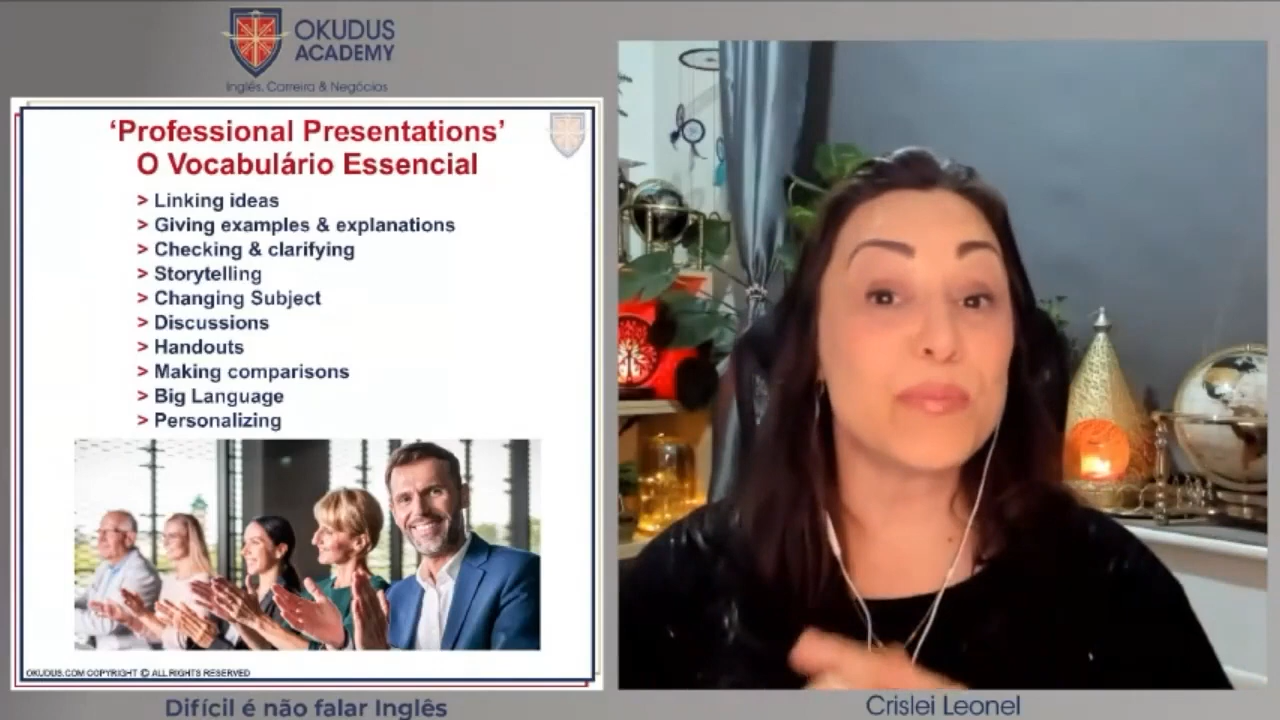 OKUDUS
ACADEMY
Inglês, Carreira & Negócios
‘Professional Presentations’
O Vocabulário Essencial
> Linking ideas
> Giving examples & explanations
> Checking & clarifying
> Storytelling
> Changing Subject
> Discussions
> Handouts
> Making comparisons
> Big Language
> Personalizing
OKUDUS.COM COPYRIGHT © ALL RIGHTS RESERVED
Difícil é não falar Inglês
Crislei Leonel